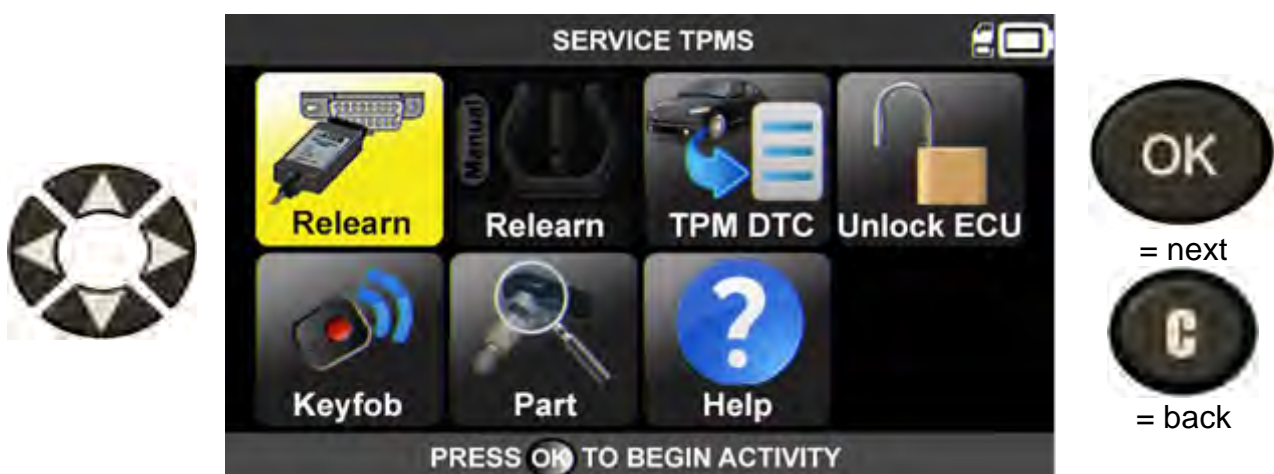 SERVICE TPMS
Relearn
Manual
Relearn
TPM DTC
Unlock ECU
Keyfob
Part
Help
PRESS OK TO BEGIN ACTIVITY
OK
= next
C
= back